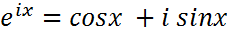 e^{ix} = cosx + i sinx